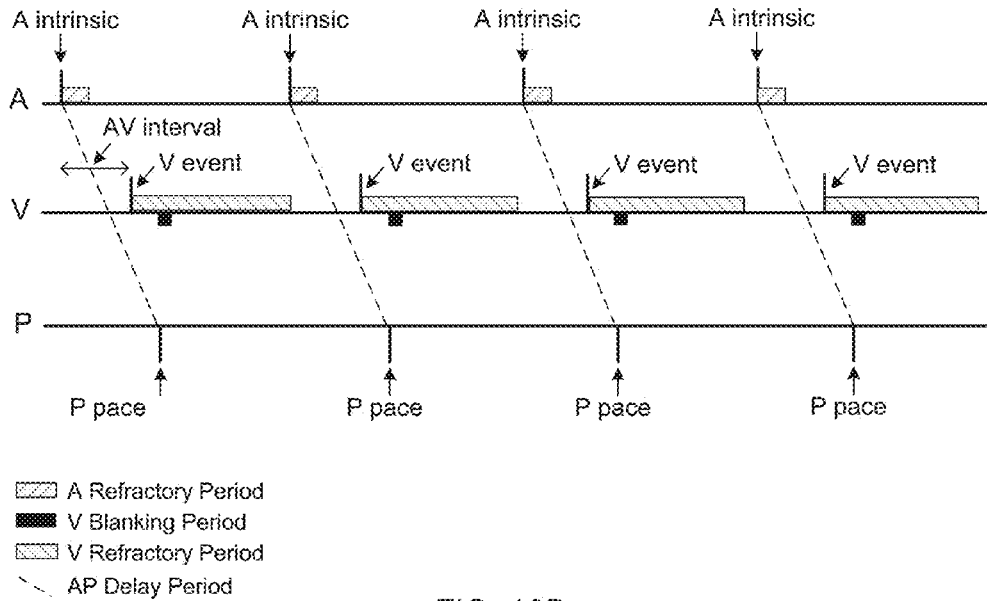 A intrinsic A intrinsic A intrinsic A intrinsic
A
AV interval
V event V event V event V event
V
P
P pace P pace P pace P pace
A Refractory Period
V Blanking Period
V Refractory Period
AP Delay Period